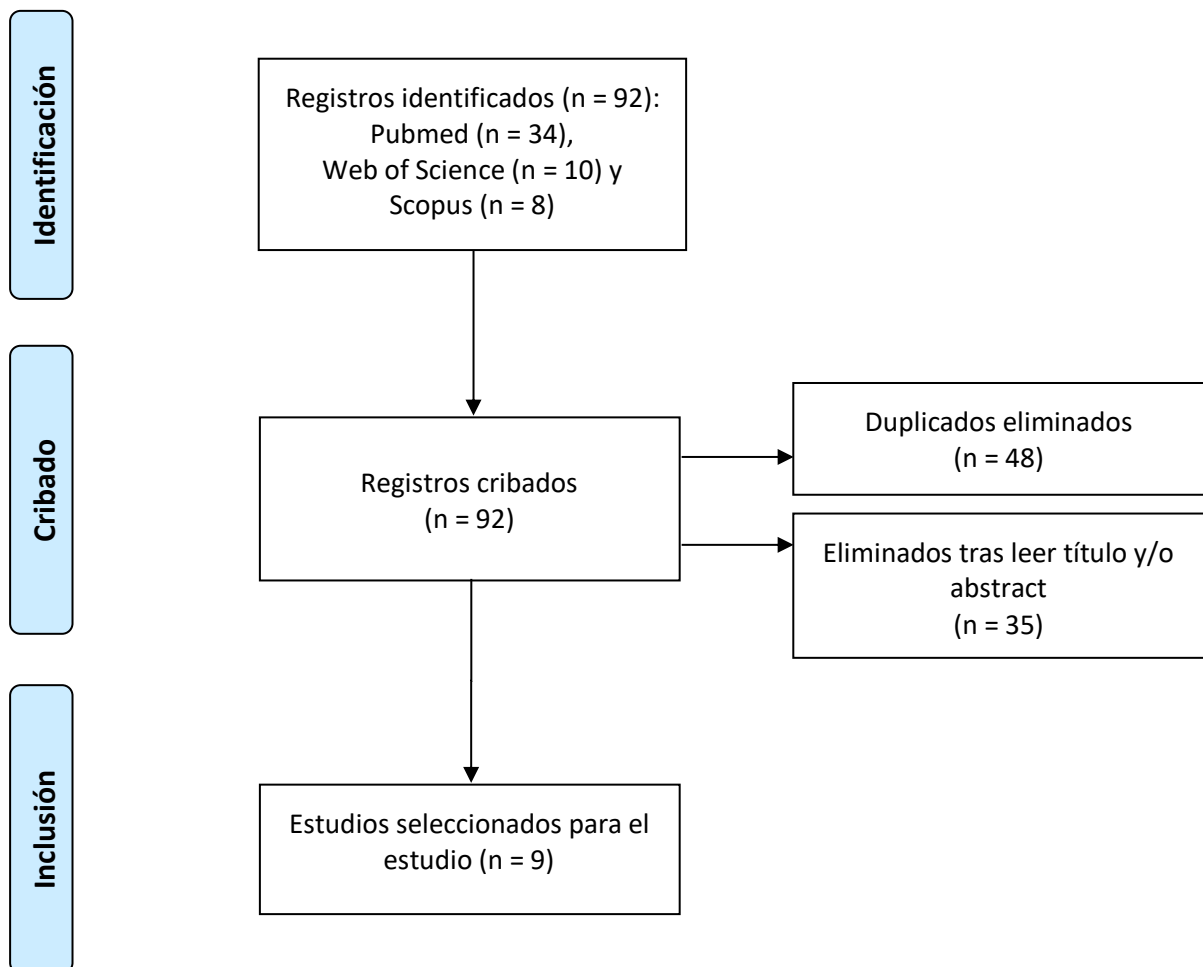 Identificación
Registros identificados (n = 92):
Pubmed (n = 34),
Web of Science (n = 10) y
Scopus (n = 8)
Cribado
Registros cribados
(n = 92)
Duplicados eliminados
(n = 48)
Eliminados tras leer título y/o
abstract
(n = 35)
Inclusión
Estudios seleccionados para el
estudio (n = 9)